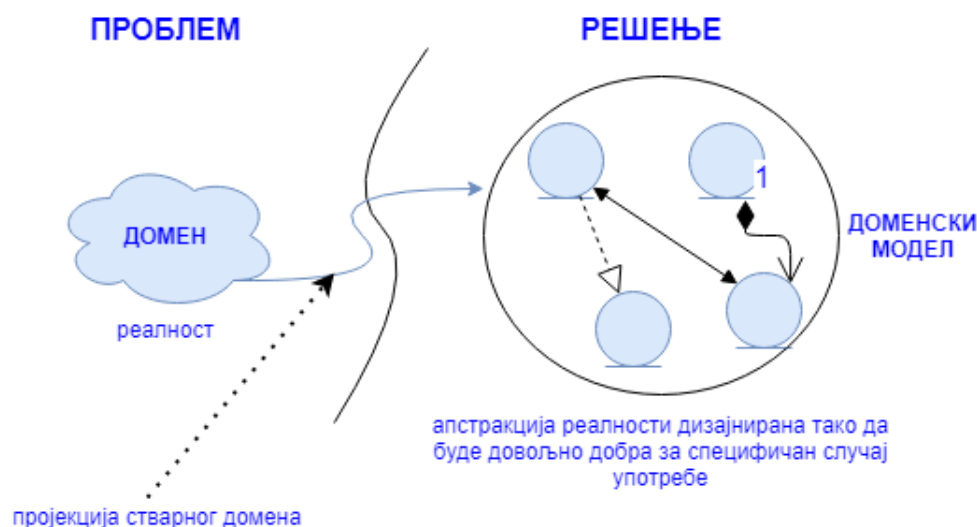 ПРОБЛЕМ
РЕШЕЊЕ
ДОМЕН
реалност
1
ДОМЕНСКИ
МОДЕЛ
апстракција реалности дизајнирана тако да
буде довољно добра за специфичан случај
употребе
пројекција стварног домена